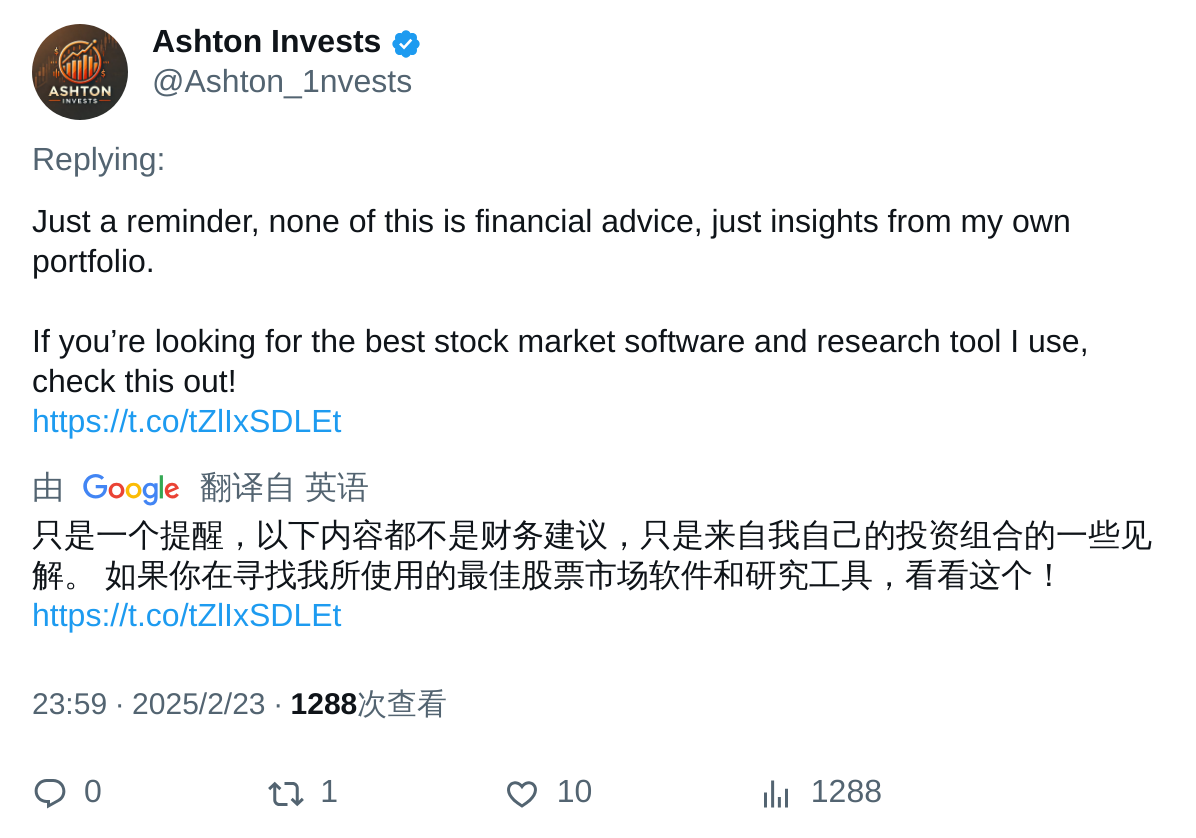 ASHTON
INVESTS
Ashton Invests
@Ashton_1nvests
Replying:
Just a reminder, none of this is financial advice, just insights from my own
portfolio.
If you’re looking for the best stock market software and research tool I use,
check this out!
https://t.co/tZlIxSDLEt
由 Google 翻译自 英语
只是一个提醒，以下内容都不是财务建议，只是来自我自己的投资组合的一些见
解。 如果你在寻找我所使用的最佳股票市场软件和研究工具，看看这个！
https://t.co/tZlIxSDLEt
23:59 · 2025/2/23 · 1288次查看
0 1 10 1288